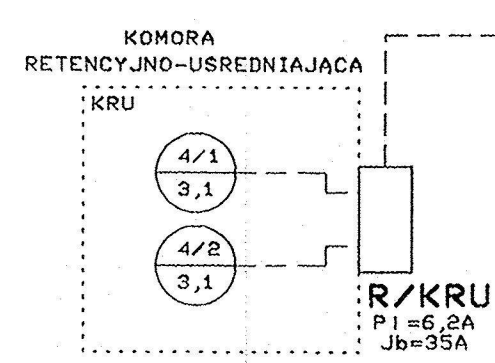 KOMORA
RETENCYJNO-USREDNIAJĄCA
KRU
4/1
3,1
4/2
3,1
R/KRU
Pi=6,2A
Jb=35A